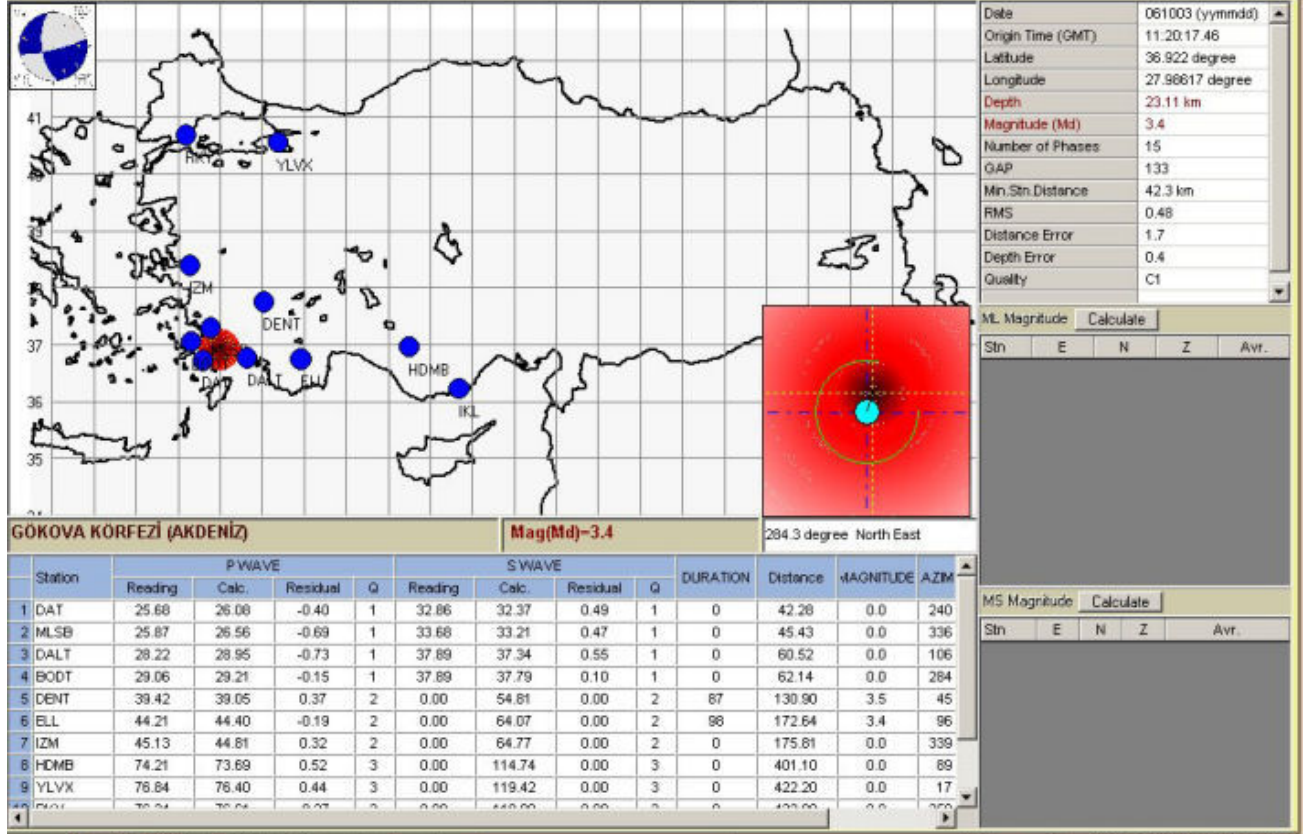 Date 061003 (yymmdd)
Origin Time (GMT) 11:20:17.46
Latitude 36.922 degree
Longitude 27.98617 degree
Depth 23.11 km
Magnitude (Md) 3.4
Number of Phases 15
GAP 133
Min.Stn.Distance 42.3 km
RMS 0.48
Distance Error 1.7
Depth Error 0.4
Quality C1
41
YLVX
IZM
DENT
37
DALT
ELL
HDMB
36
IKL
35
ML Magnitude Calculate
Stn E N Z Avr.
GÖKOVA KÖRFEZİ (AKDENİZ) Mag(Md)=3.4 284.3 degree North East
Station P WAVE S WAVE DURATION Distance MAGNITUDE AZIM
Reading Calc. Residual Q Reading Calc. Residual Q
1 DAT 25.68 26.08 -0.40 1 32.86 32.37 0.49 1 0 42.28 0.0 240
2 MLSB 25.87 26.56 -0.69 1 33.68 33.21 0.47 1 0 45.43 0.0 336
3 DALT 28.22 28.95 -0.73 1 37.89 37.34 0.55 1 0 60.52 0.0 106
4 BODT 29.06 29.21 -0.15 1 37.89 37.79 0.10 1 0 62.14 0.0 284
5 DENT 39.42 39.05 0.37 2 0.00 54.81 0.00 2 87 130.90 3.5 45
6 ELL 44.21 44.40 -0.19 2 0.00 64.07 0.00 2 98 172.64 3.4 96
7 IZM 45.13 44.81 0.32 2 0.00 64.77 0.00 2 0 175.81 0.0 339
8 HDMB 74.21 73.69 0.52 3 0.00 114.74 0.00 3 0 401.10 0.0 89
9 YLVX 76.84 76.40 0.44 3 0.00 119.42 0.00 3 0 422.20 0.0 17
MS Magnitude Calculate
Stn E N Z Avr.